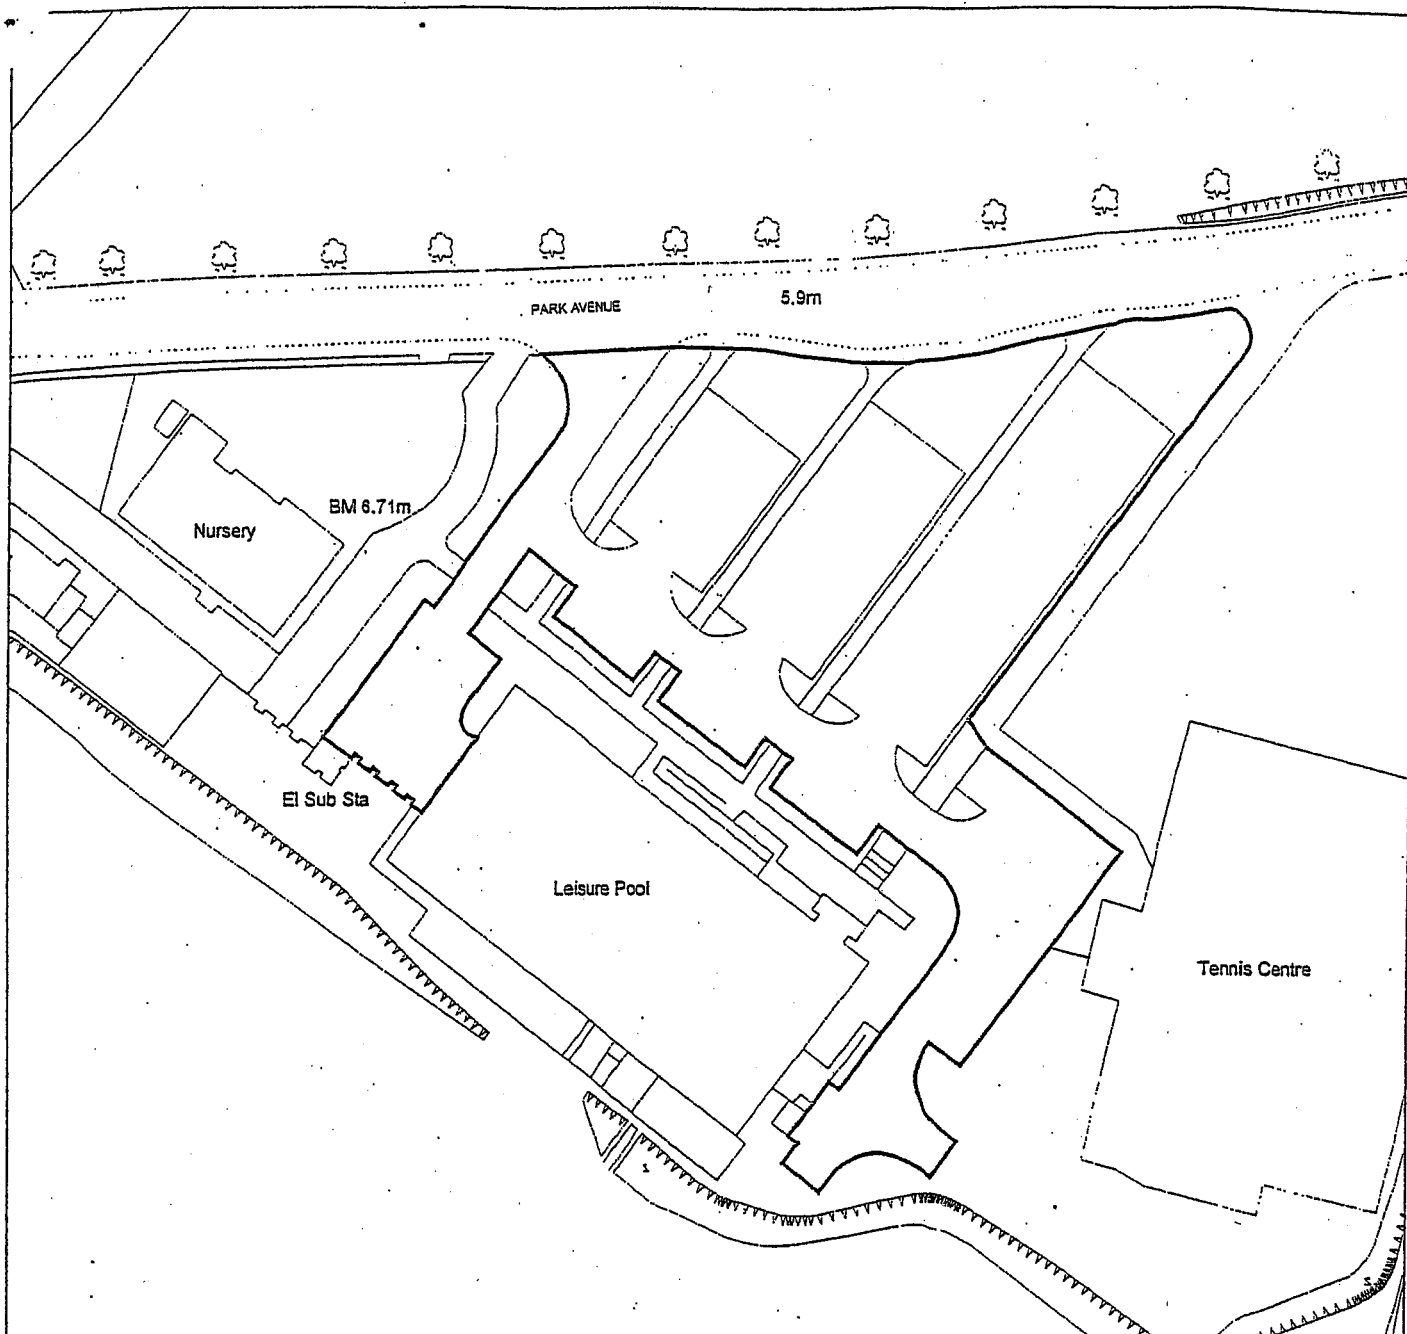 PARK AVENUE
5.9m
BM 6.71m
Nursery
El Sub Sta
Leisure Pool
Tennis Centre